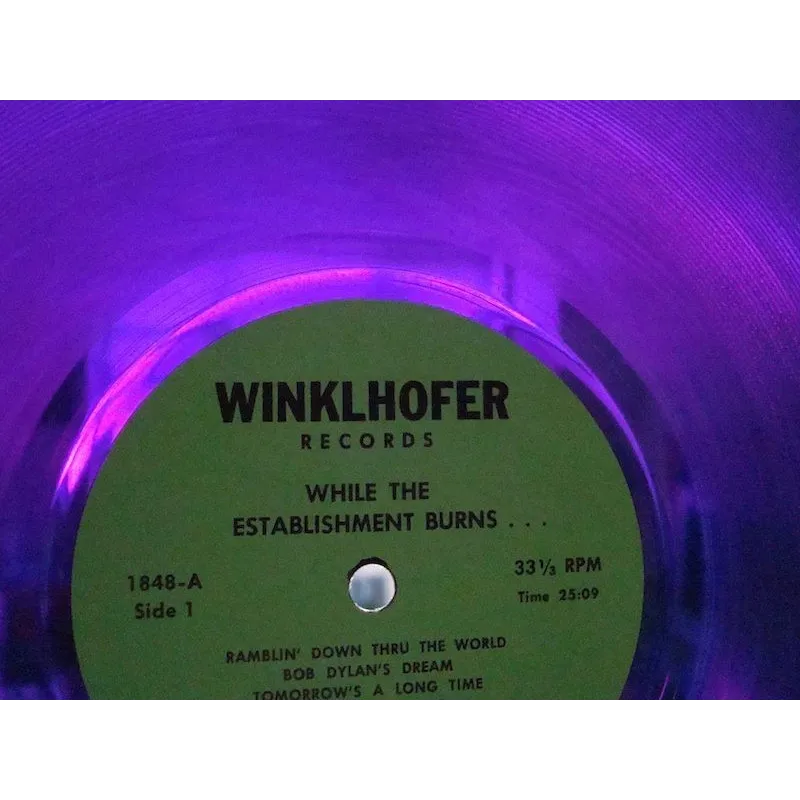 WINKLHOFER
RECORDS
WHILE THE
ESTABLISHMENT BURNS . . .
1848-A
Side 1
33⅓ RPM
Time 25:09
RAMBLIN' DOWN THRU THE WORLD
BOB DYLAN'S DREAM
TOMORROW'S A LONG TIME